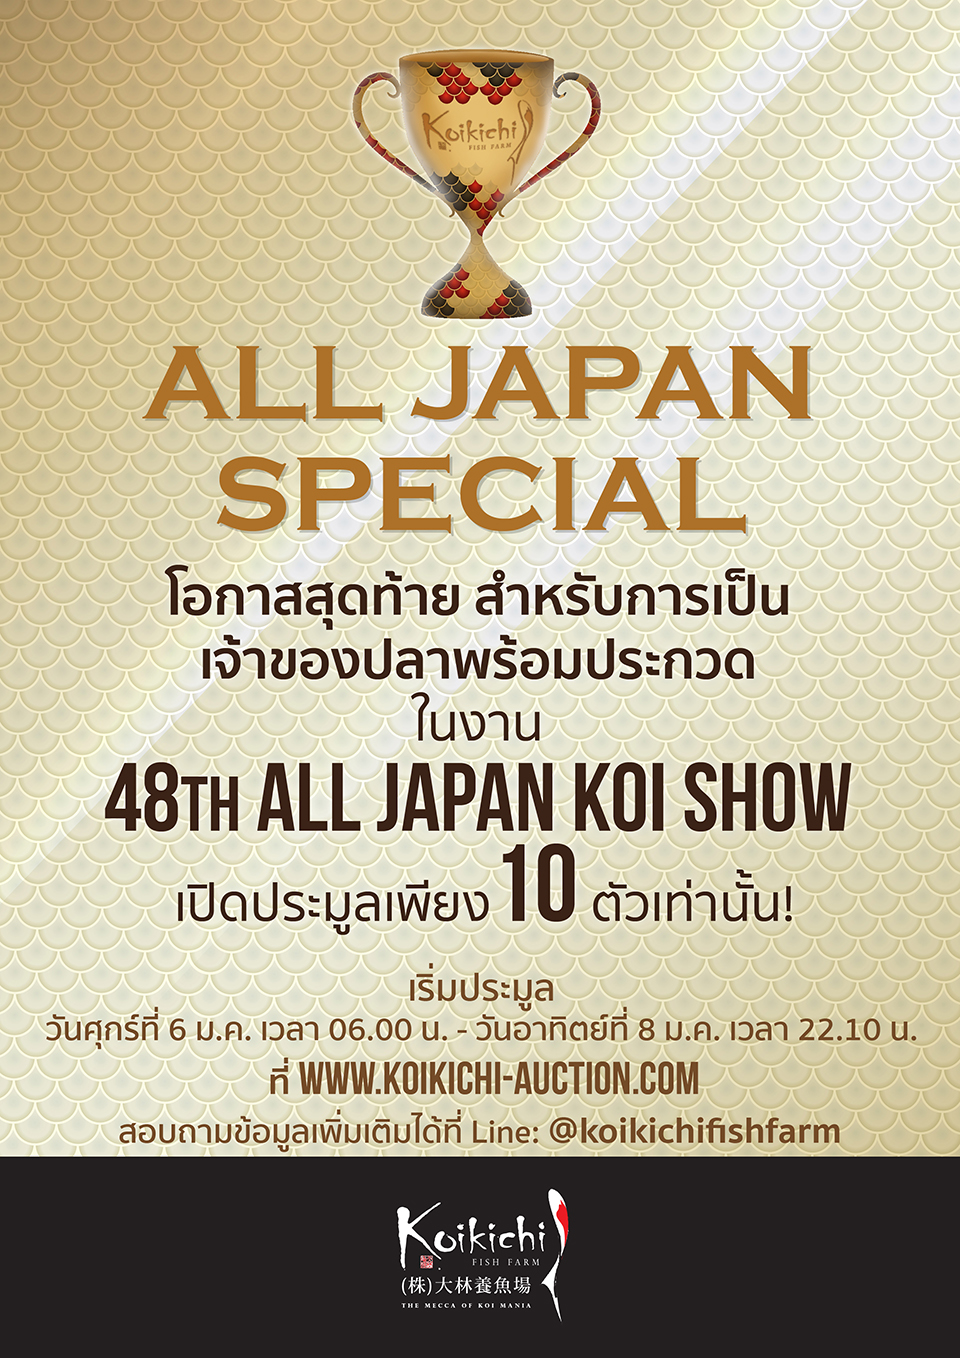 Koikichi
FISH FARM
ALL JAPAN
SPECIAL
โอกาสสุดท้าย สำหรับการเป็น
เจ้าของปลาพร้อมประกวด
ในงาน
48TH ALL JAPAN KOI SHOW
เปิดประมูลเพียง 10 ตัวเท่านั้น!
เริ่มประมูล
วันศุกร์ที่ 6 ม.ค. เวลา 06.00 น. - วันอาทิตย์ที่ 8 ม.ค. เวลา 22.10 น.
ที่ WWW.KOIKICHI-AUCTION.COM
สอบถามข้อมูลเพิ่มเติมได้ที่ Line: @koikichifishfarm
Koikichi
FISH FARM
(株)大林養魚場
THE MECCA OF KOI MANIA